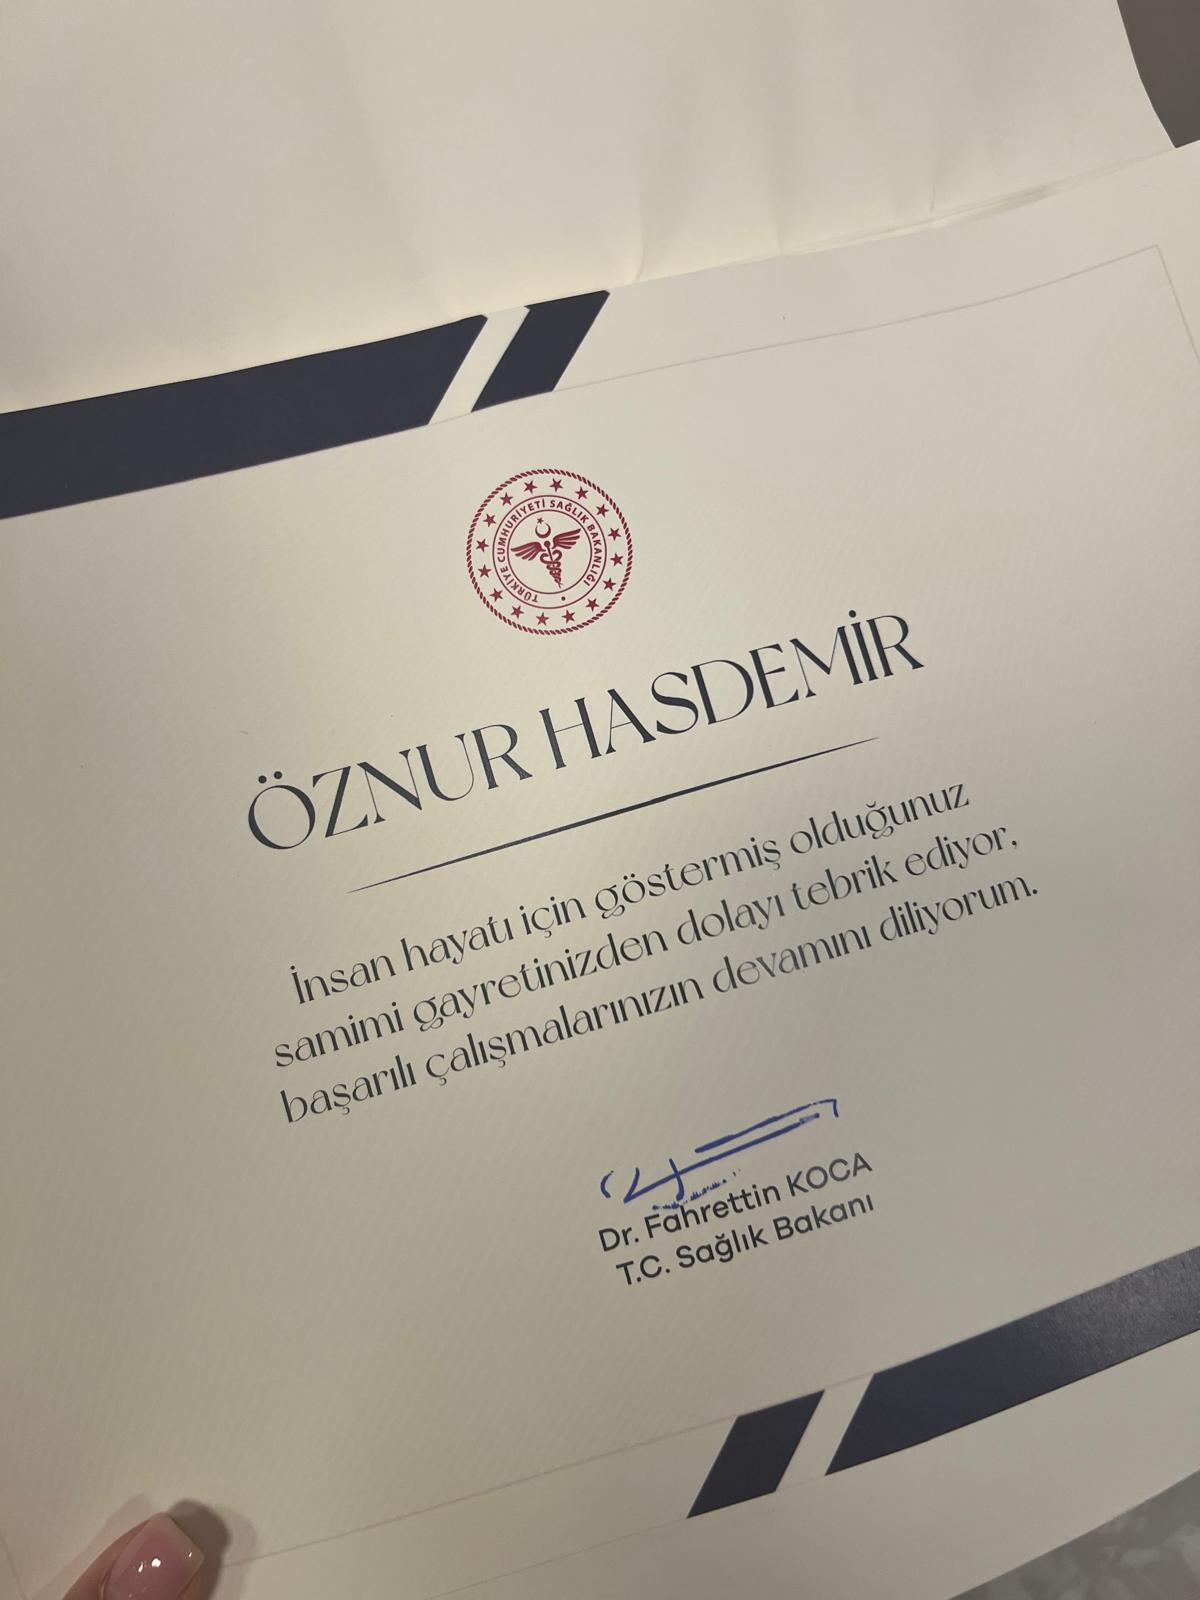 TÜRKİYE CUMHURİYETİ SAĞLIK BAKANLIĞI
ÖZNUR HASDEMİR
İnsan hayatı için göstermiş olduğunuz
samimi gayretinizden dolayı tebrik ediyor,
başarılı çalışmalarınızın devamını diliyorum.
Dr. Fahrettin KOCA
T.C. Sağlık Bakanı